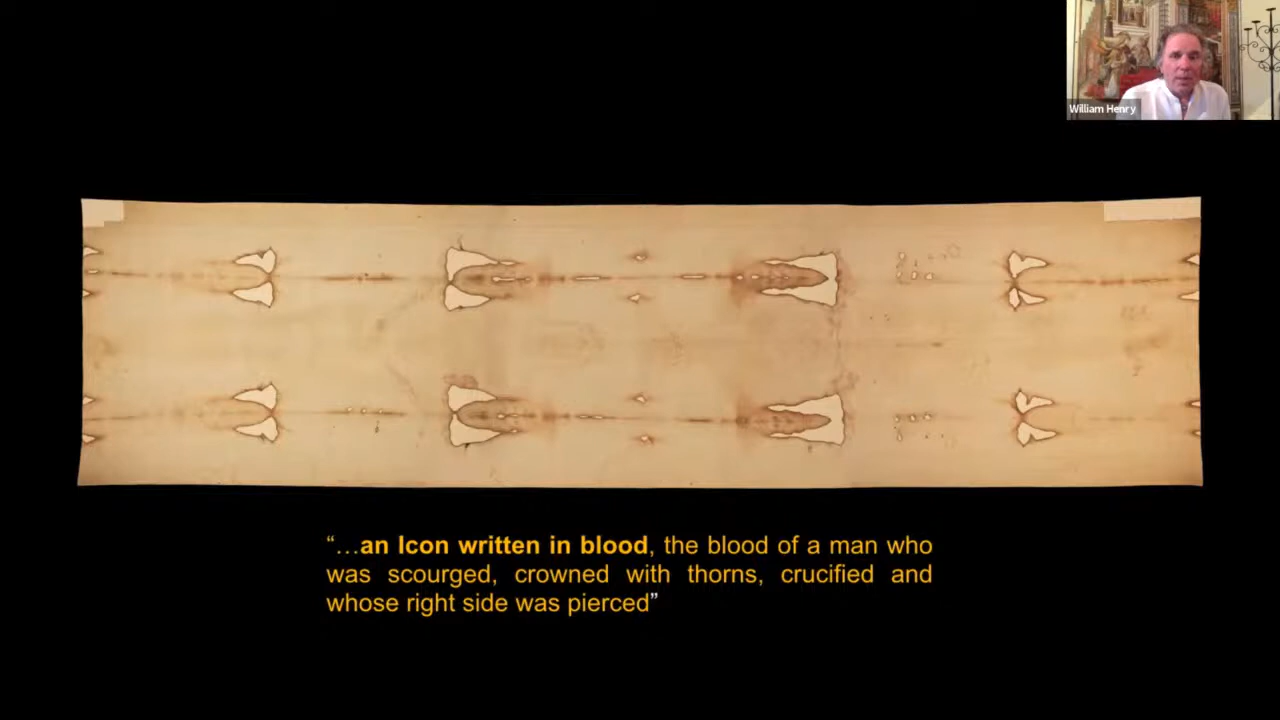 William Henry
“…an Icon written in blood, the blood of a man who
was scourged, crowned with thorns, crucified and
whose right side was pierced”